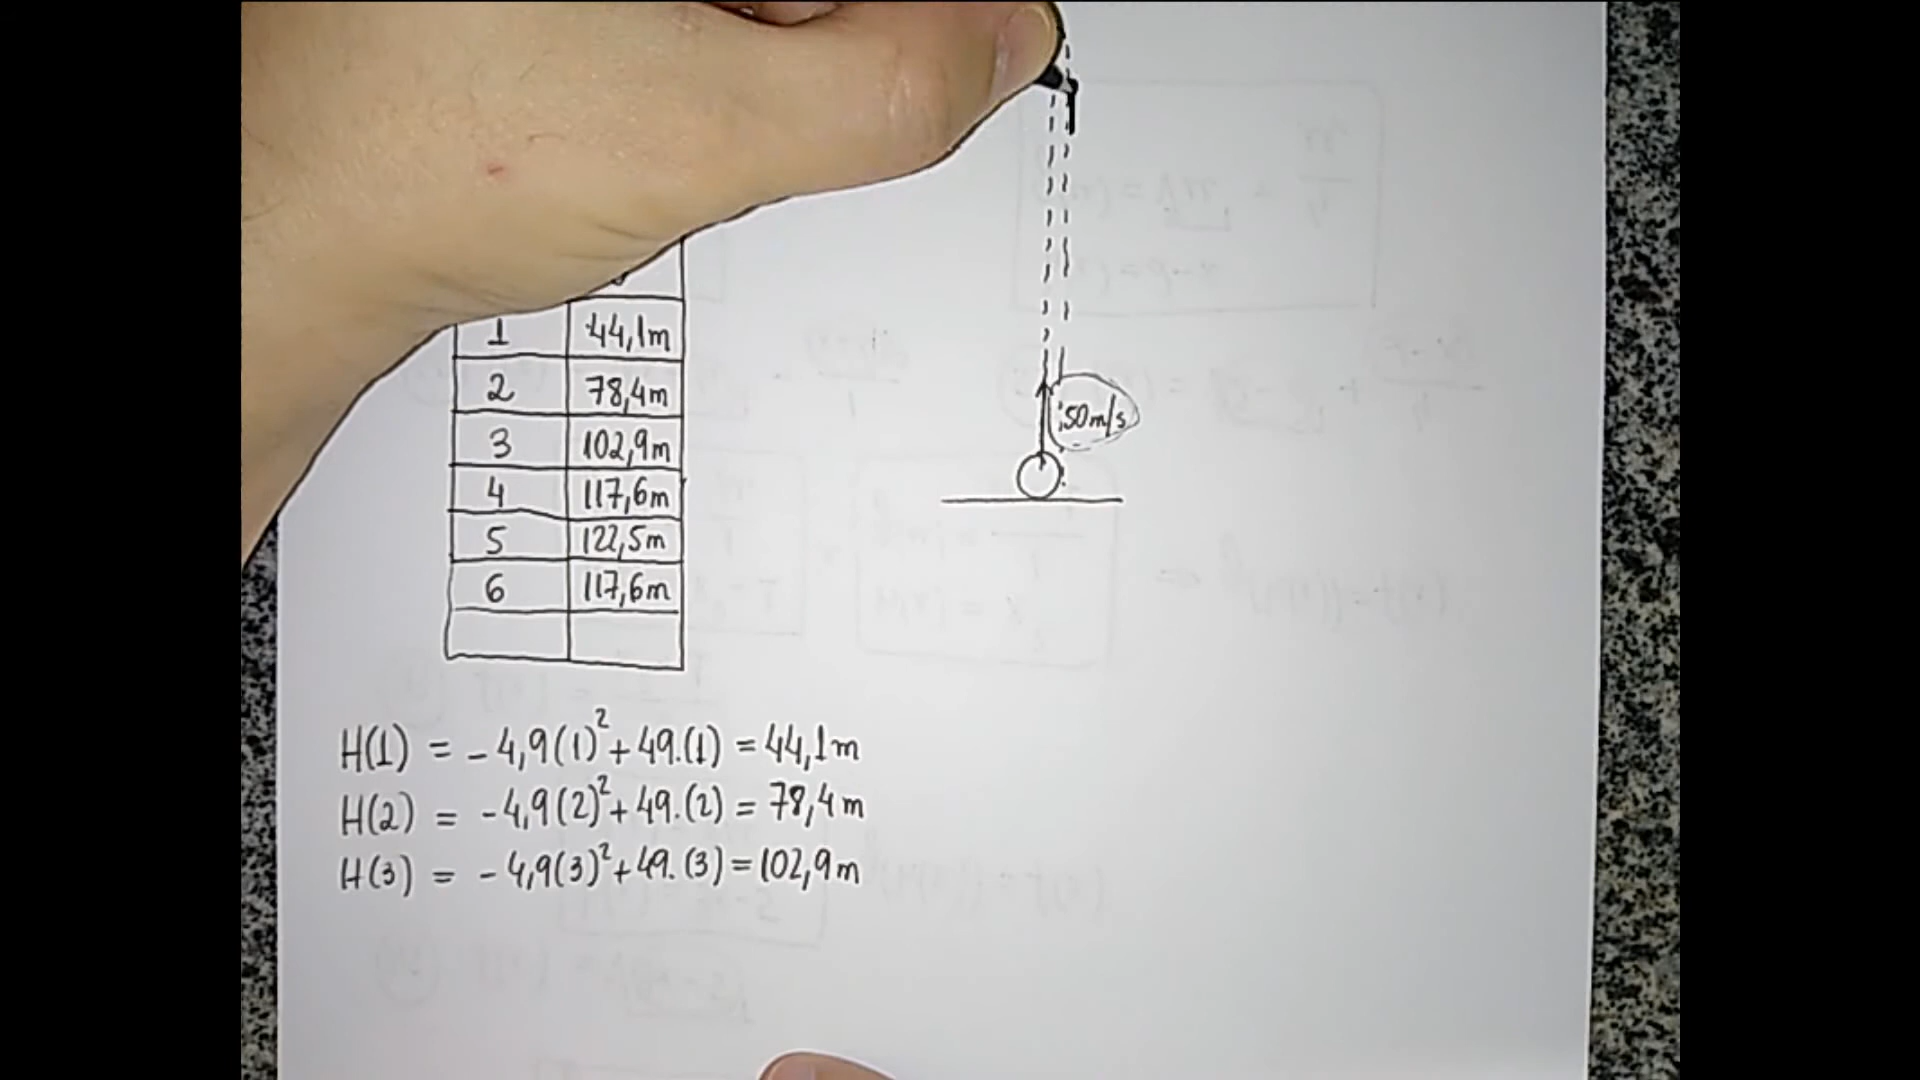 1 44,1m
2 78,4m
3 102,9m
4 117,6m
5 122,5m
6 117,6m
50m/s
H(1) = -4,9(1)²+49.(1) = 44,1m
H(2) = -4,9(2)²+49.(2) = 78,4m
H(3) = -4,9(3)²+49.(3) = 102,9m